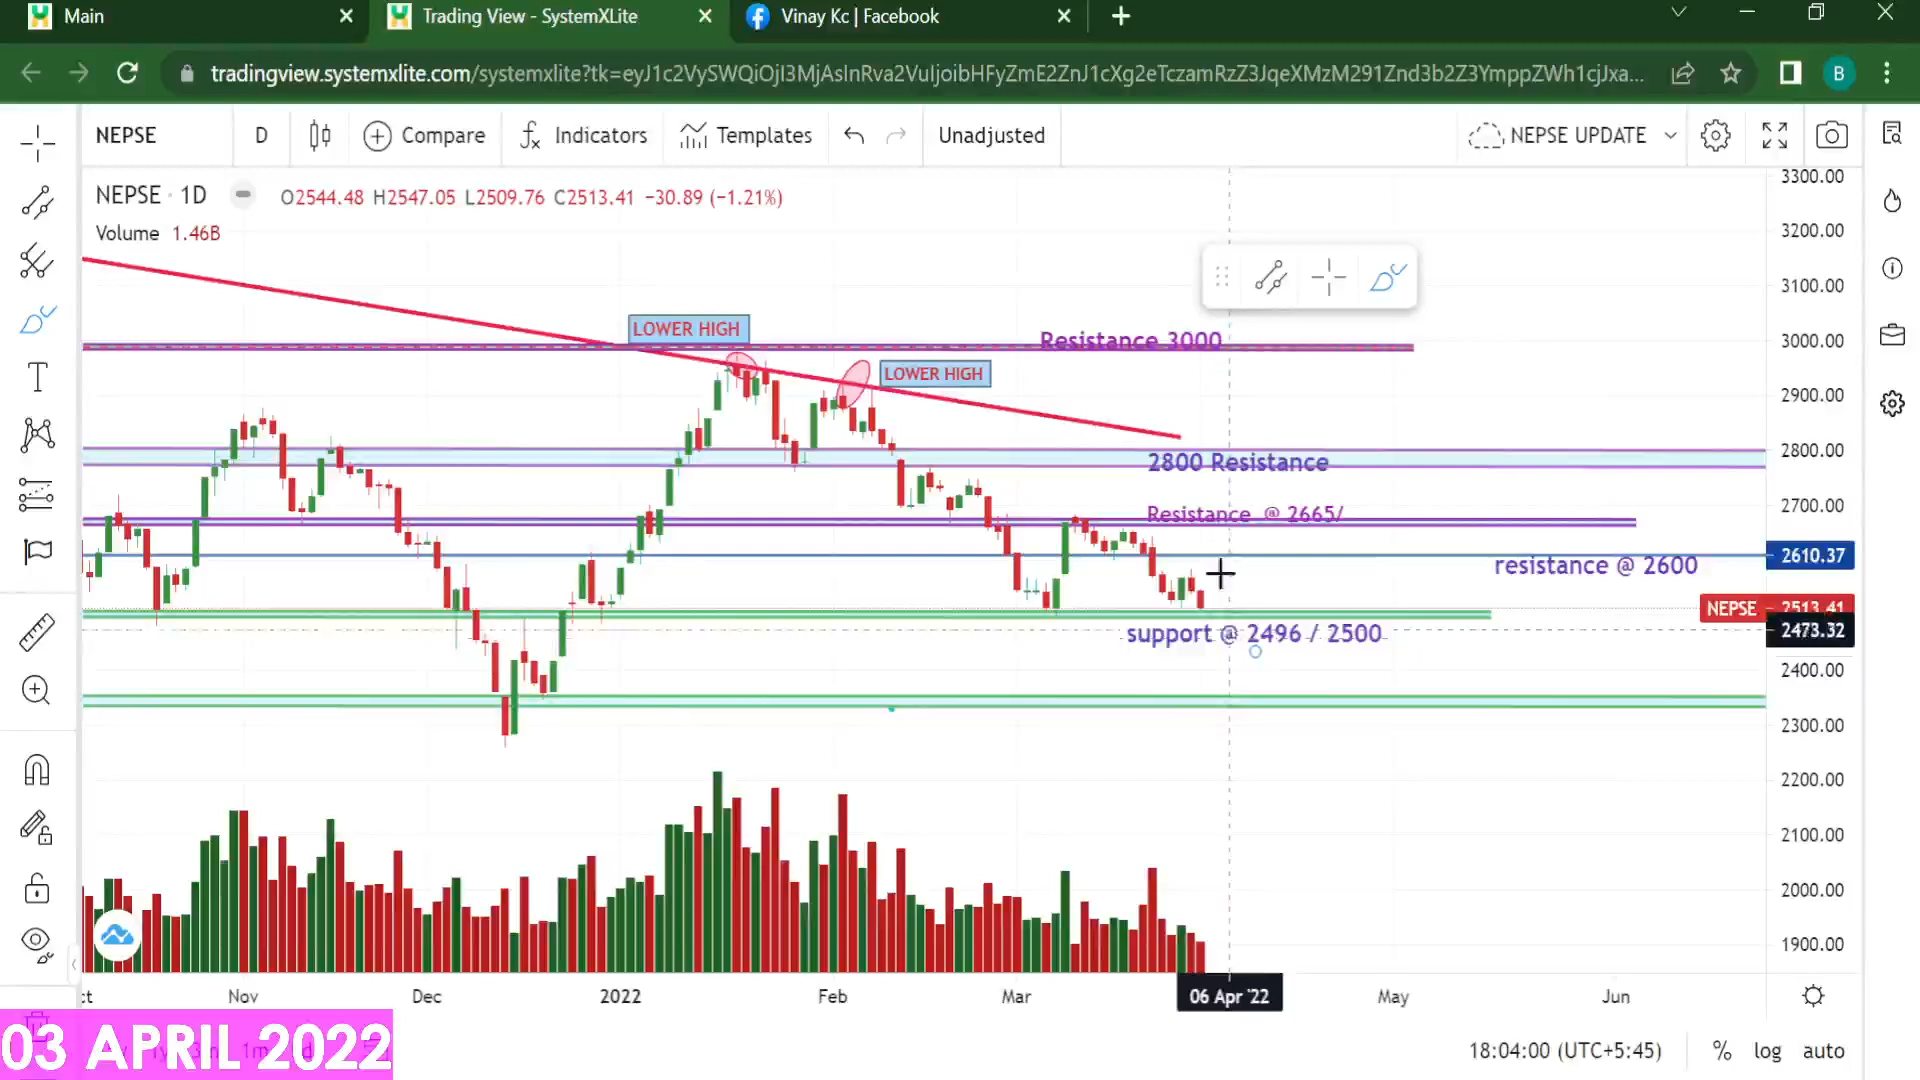 Main
Trading View - SystemXLite
Vinay Kc | Facebook
tradingview.systemxlite.com/systemxlite?tk=
B
NEPSE
D
Compare
Indicators
Templates
Unadjusted
NEPSE UPDATE
NEPSE · 1D
O2544.48 H2547.05 L2509.76 C2513.41 −30.89 (−1.21%)
Volume 1.46B
3300.00
3200.00
3100.00
3000.00
2900.00
2800.00
2700.00
2610.37
NEPSE 2513.41
2473.32
2400.00
2300.00
2200.00
2100.00
2000.00
1900.00
LOWER HIGH
Resistance 3000
LOWER HIGH
2800 Resistance
Resistance @ 2665/
resistance @ 2600
support @ 2496 / 2500
Nov
Dec
2022
Feb
Mar
06 Apr '22
May
Jun
03 APRIL 2022
18:04:00 (UTC+5:45)
%
log
auto